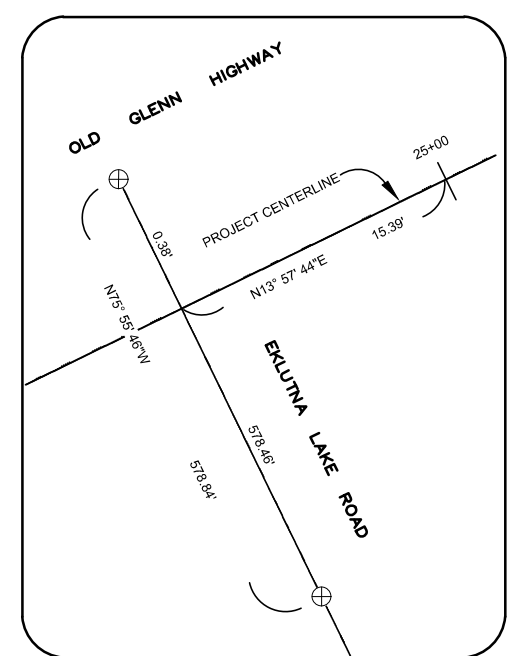 OLD GLENN HIGHWAY
25+00
PROJECT CENTERLINE
15.39'
0.38'
N13° 57' 44"E
N75° 55' 46"W
EKLUTNA LAKE ROAD
578.46'
578.84'